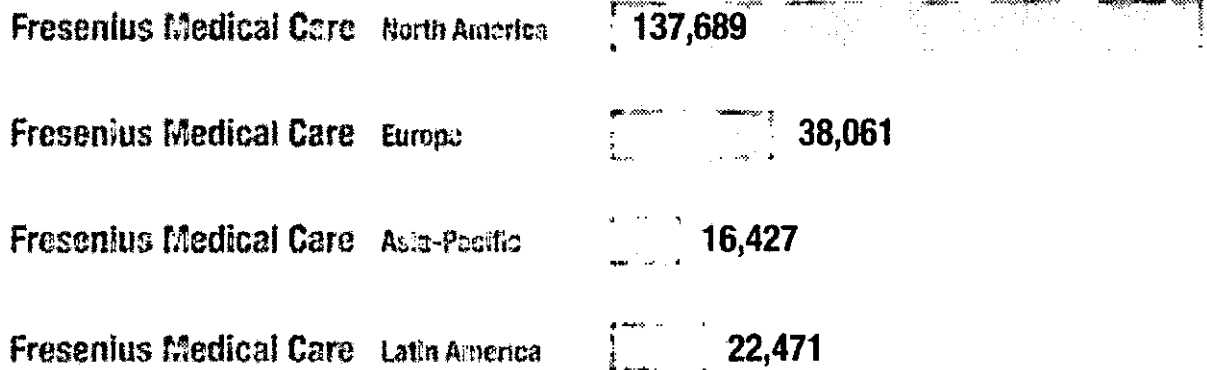 Fresenius Medical Care North America 137,689
Fresenius Medical Care Europe 38,061
Fresenius Medical Care Asia-Pacific 16,427
Fresenius Medical Care Latin America 22,471